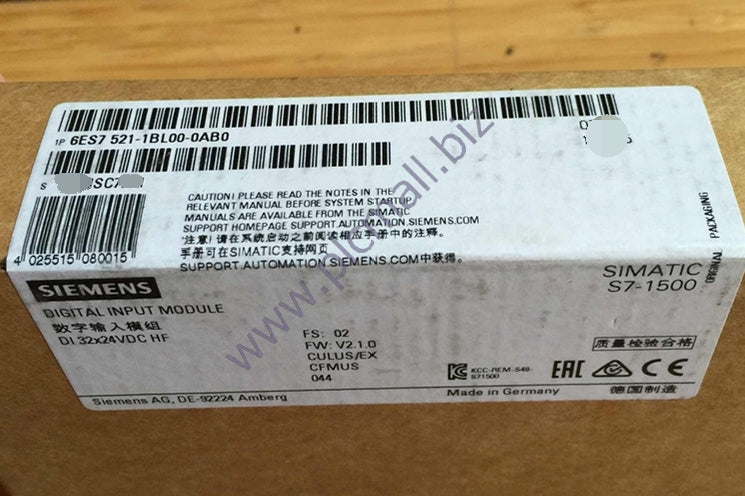 1P 6ES7 521-1BL00-0AB0
S SC7
4 025515 080015
CAUTION! PLEASE READ THE NOTES IN THE
RELEVANT MANUAL BEFORE SYSTEM STARTUP
MANUALS ARE AVAILABLE FROM THE SIMATIC
SUPPORT HOMEPAGE SUPPORT.AUTOMATION.SIEMENS.COM
注意!请在系统启动之前阅读相应手册中的注释。
手册可在SIMATIC支持网页
SUPPORT.AUTOMATION.SIEMENS.COM中获得。
ORIGINAL PACKAGING
SIEMENS
SIMATIC
S7-1500
DIGITAL INPUT MODULE
数字输入模组
DI 32x24VDC HF
FS: 02
FW: V2.1.0
CULUS/EX
CFMUS
044
质量检验合格
KCC-REM-S49-
S71500
EAC
CE
Siemens AG, DE-92224 Amberg
Made in Germany
德国制造
www.plcmall.biz